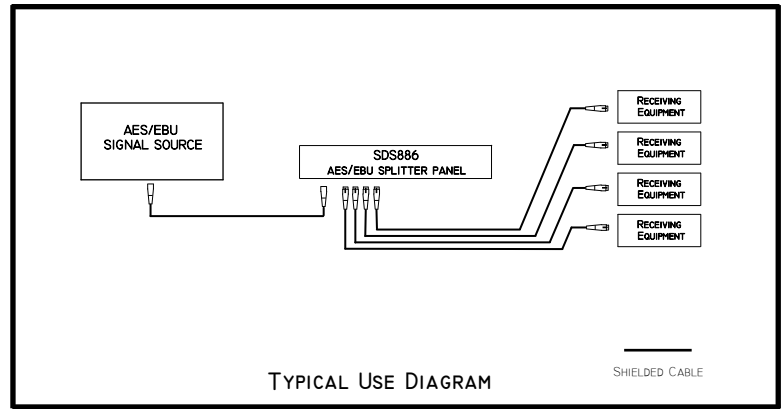 AES/EBU
SIGNAL SOURCE
SDS886
AES/EBU SPLITTER PANEL
RECEIVING
EQUIPMENT
RECEIVING
EQUIPMENT
RECEIVING
EQUIPMENT
RECEIVING
EQUIPMENT
TYPICAL USE DIAGRAM
SHIELDED CABLE